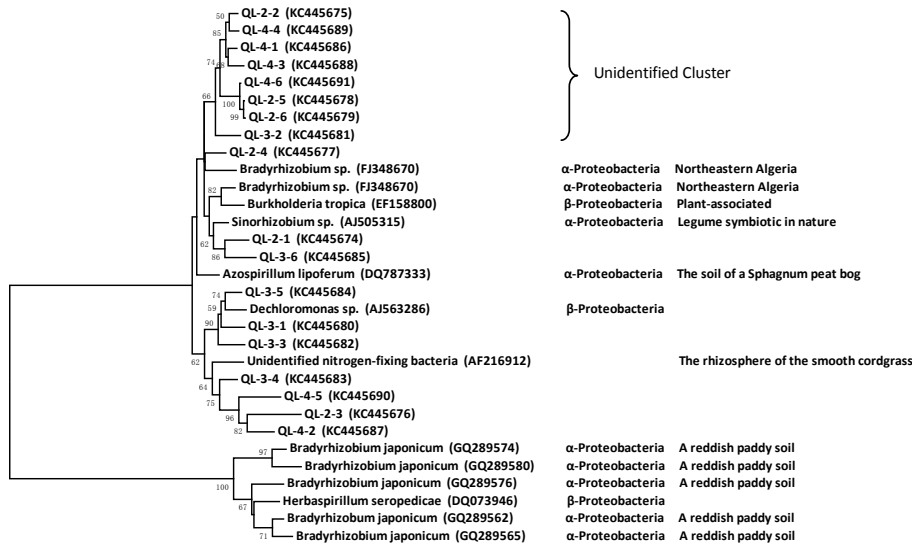 50
QL-2-2 (KC445675)
85
QL-4-4 (KC445689)
QL-4-1 (KC445686)
74
68
QL-4-3 (KC445688)
QL-4-6 (KC445691)
Unidentified Cluster
66
100
QL-2-5 (KC445678)
99
QL-2-6 (KC445679)
QL-3-2 (KC445681)
QL-2-4 (KC445677)
Bradyrhizobium sp. (FJ348670) α-Proteobacteria Northeastern Algeria
82
Bradyrhizobium sp. (FJ348670) α-Proteobacteria Northeastern Algeria
Burkholderia tropica (EF158800) β-Proteobacteria Plant-associated
Sinorhizobium sp. (AJ505315) α-Proteobacteria Legume symbiotic in nature
62
QL-2-1 (KC445674)
86
QL-3-6 (KC445685)
Azospirillum lipoferum (DQ787333) α-Proteobacteria The soil of a Sphagnum peat bog
74
QL-3-5 (KC445684)
59
Dechloromonas sp. (AJ563286) β-Proteobacteria
90
QL-3-1 (KC445680)
QL-3-3 (KC445682)
62
Unidentified nitrogen-fixing bacteria (AF216912) The rhizosphere of the smooth cordgrass
64
QL-3-4 (KC445683)
75
QL-4-5 (KC445690)
96
QL-2-3 (KC445676)
82
QL-4-2 (KC445687)
97
Bradyrhizobium japonicum (GQ289574) α-Proteobacteria A reddish paddy soil
Bradyrhizobium japonicum (GQ289580) α-Proteobacteria A reddish paddy soil
100
Bradyrhizobium japonicum (GQ289576) α-Proteobacteria A reddish paddy soil
67
Herbaspirillum seropedicae (DQ073946) β-Proteobacteria
Bradyrhizobum japonicum (GQ289562) α-Proteobacteria A reddish paddy soil
71
Bradyrhizobium japonicum (GQ289565) α-Proteobacteria A reddish paddy soil